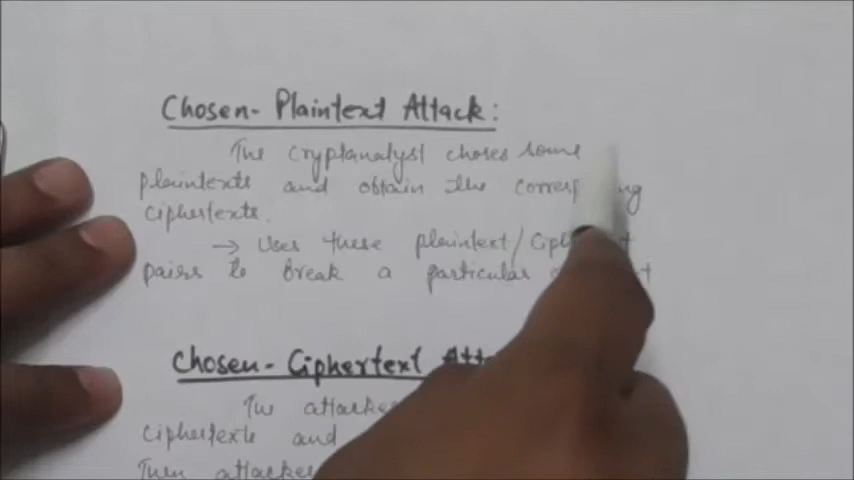 Chosen- Plaintext Attack:
The cryptanalyst choses some
plaintexts and obtain the
ciphertexts.
→ Uses these plaintext/
pairs to break a particular
Chosen- Ciphertext
The attacker
ciphertexts and
Then attacker